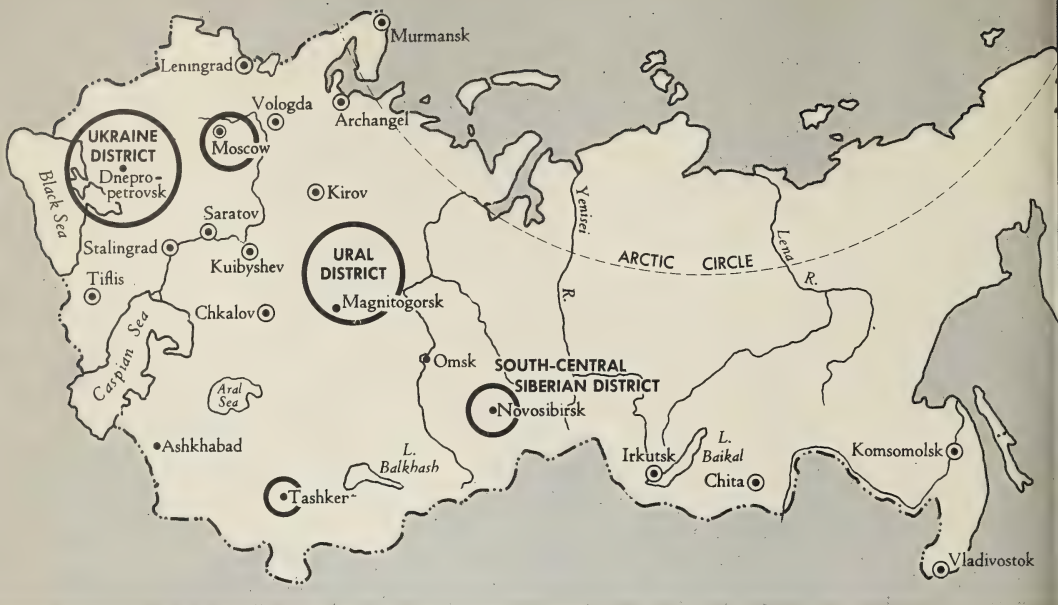 Murmansk
Leningrad
Vologda
Archangel
UKRAINE
DISTRICT
Dnepro-
petrovsk
Moscow
Black Sea
Kirov
Saratov
Stalingrad
Kuibyshev
Tiflis
URAL
DISTRICT
Magnitogorsk
Chkalov
Caspian Sea
Aral
Sea
Omsk
Yenisei
R.
ARCTIC CIRCLE
Lena
R.
SOUTH-CENTRAL
SIBERIAN DISTRICT
Novosibirsk
Ashkhabad
L.
Balkhash
Tashken
Irkutsk
L.
Baikal
Chita
Komsomolsk
Vladivostok